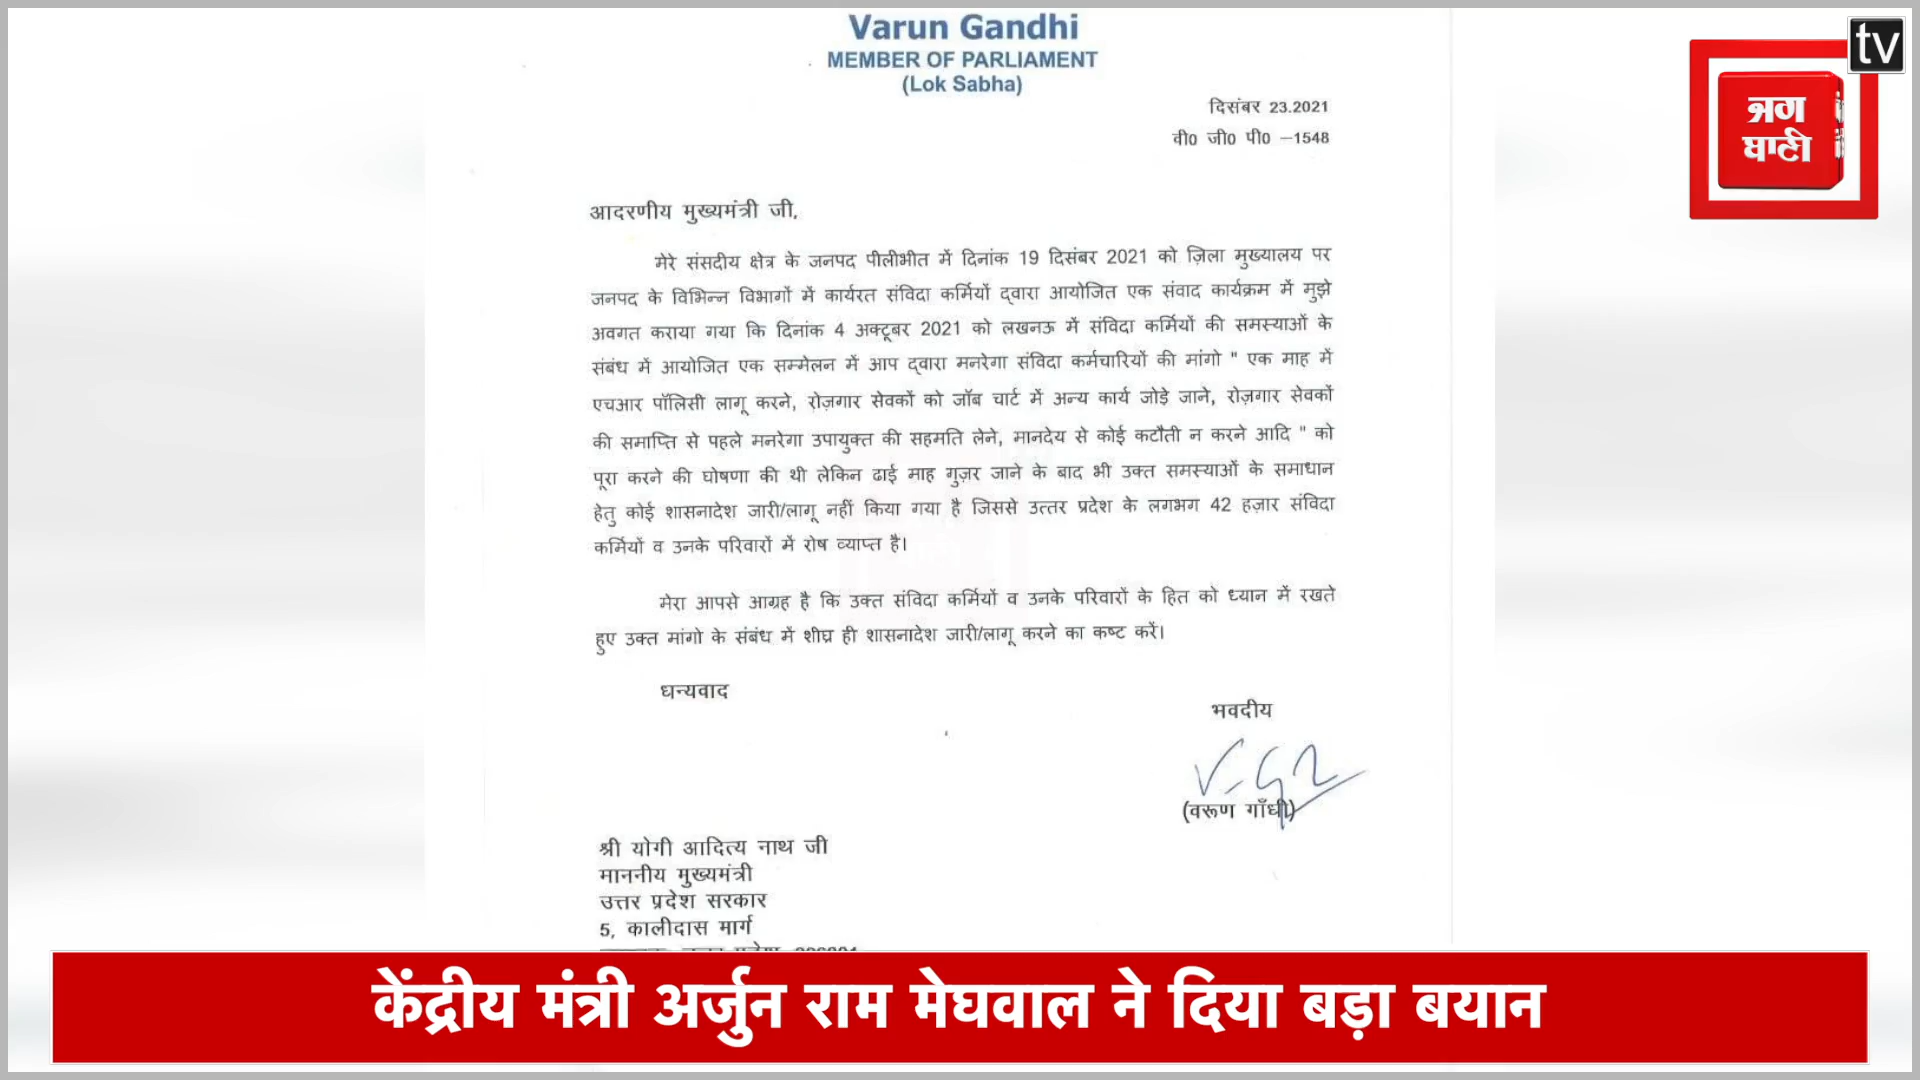 Varun Gandhi
MEMBER OF PARLIAMENT
(Lok Sabha)
tv
ਜਗ
ਬਾਣੀ
दिसंबर 23.2021
वी0 जी0 पी0 –1548
आदरणीय मुख्यमंत्री जी,
मेरे संसदीय क्षेत्र के जनपद पीलीभीत में दिनांक 19 दिसंबर 2021 को ज़िला मुख्यालय पर
जनपद के विभिन्न विभागों में कार्यरत संविदा कर्मियों द्वारा आयोजित एक संवाद कार्यक्रम में मुझे
अवगत कराया गया कि दिनांक 4 अक्टूबर 2021 को लखनऊ में संविदा कर्मियों की समस्याओं के
संबंध में आयोजित एक सम्मेलन में आप द्वारा मनरेगा संविदा कर्मचारियों की मांगो " एक माह में
एचआर पॉलिसी लागू करने, रोज़गार सेवकों को जॉब चार्ट में अन्य कार्य जोड़े जाने, रोज़गार सेवकों
की समाप्ति से पहले मनरेगा उपायुक्त की सहमति लेने, मानदेय से कोई कटौती न करने आदि " को
पूरा करने की घोषणा की थी लेकिन ढाई माह गुज़र जाने के बाद भी उक्त समस्याओं के समाधान
हेतु कोई शासनादेश जारी/लागू नहीं किया गया है जिससे उत्तर प्रदेश के लगभग 42 हज़ार संविदा
कर्मियों व उनके परिवारों में रोष व्याप्त है।
मेरा आपसे आग्रह है कि उक्त संविदा कर्मियों व उनके परिवारों के हित को ध्यान में रखते
हुए उक्त मांगो के संबंध में शीघ्र ही शासनादेश जारी/लागू करने का कष्ट करें।
धन्यवाद
भवदीय
(वरूण गाँधी)
श्री योगी आदित्य नाथ जी
माननीय मुख्यमंत्री
उत्तर प्रदेश सरकार
5, कालीदास मार्ग
केंद्रीय मंत्री अर्जुन राम मेघवाल ने दिया बड़ा बयान